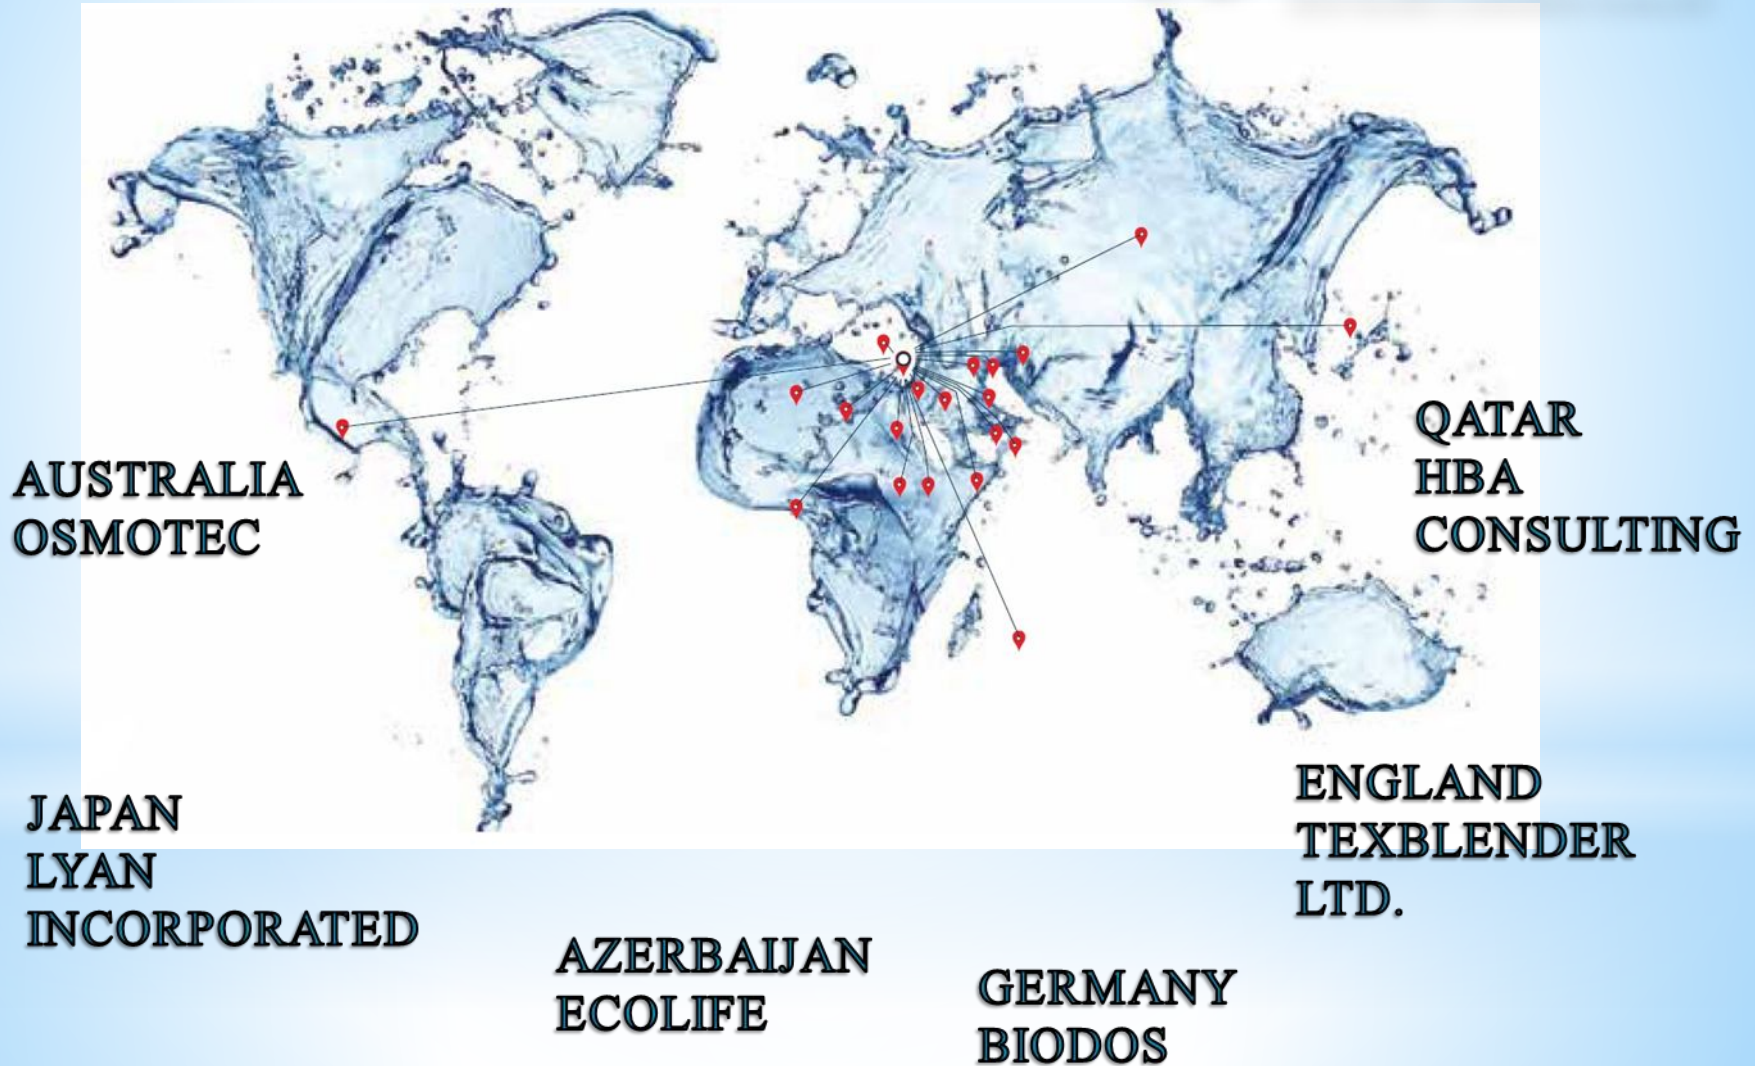 QATAR
HBA
CONSULTING
AUSTRALIA
OSMOTEC
ENGLAND
TEXBLENDER
LTD.
JAPAN
LYAN
INCORPORATED
AZERBAIJAN
ECOLIFE
GERMANY
BIODOS